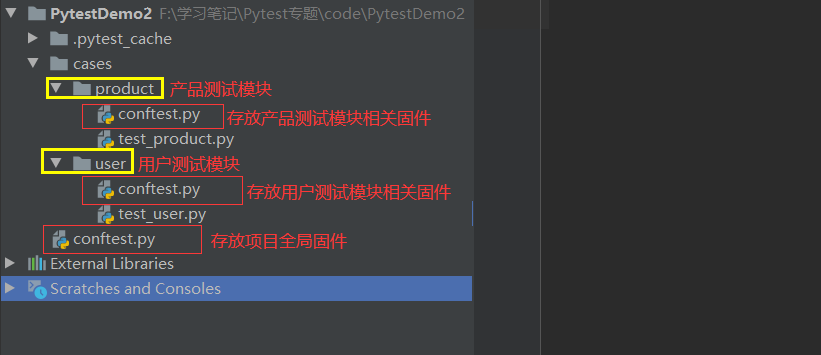 PytestDemo2 F:\学习笔记\Pytest专题\code\PytestDemo2
.pytest_cache
cases
product 产品测试模块
conftest.py 存放产品测试模块相关固件
test_product.py
user 用户测试模块
conftest.py 存放用户测试模块相关固件
test_user.py
conftest.py 存放项目全局固件
External Libraries
Scratches and Consoles